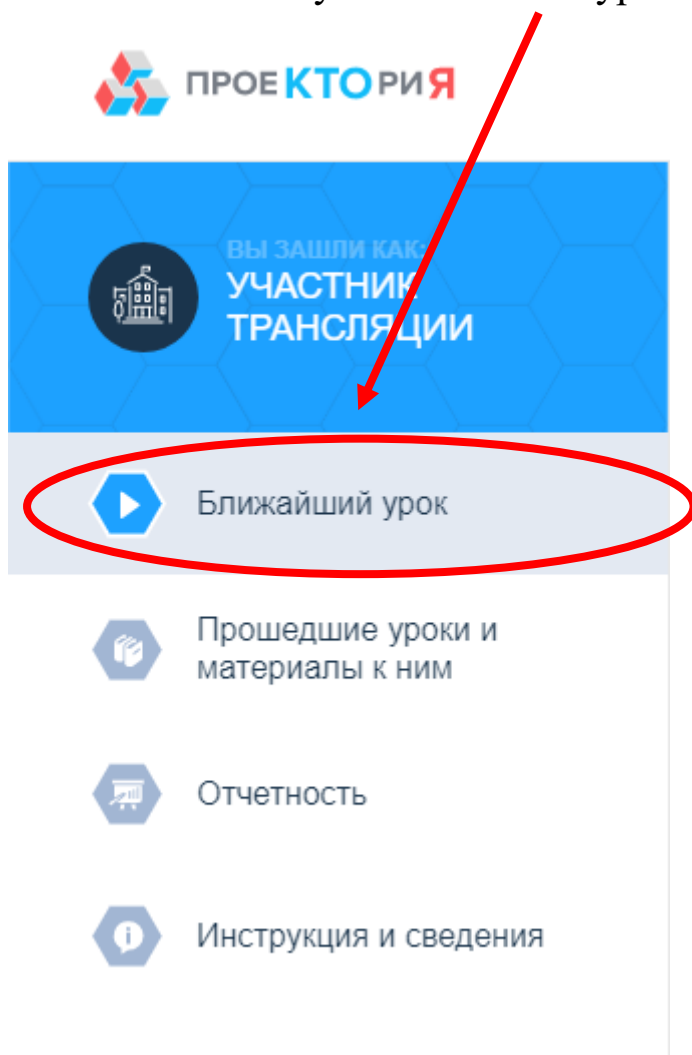 ПРОЕКТОРИЯ
ВЫ ЗАШЛИ КАК:
УЧАСТНИК
ТРАНСЛЯЦИИ
Ближайший урок
Прошедшие уроки и
материалы к ним
Отчетность
Инструкция и сведения